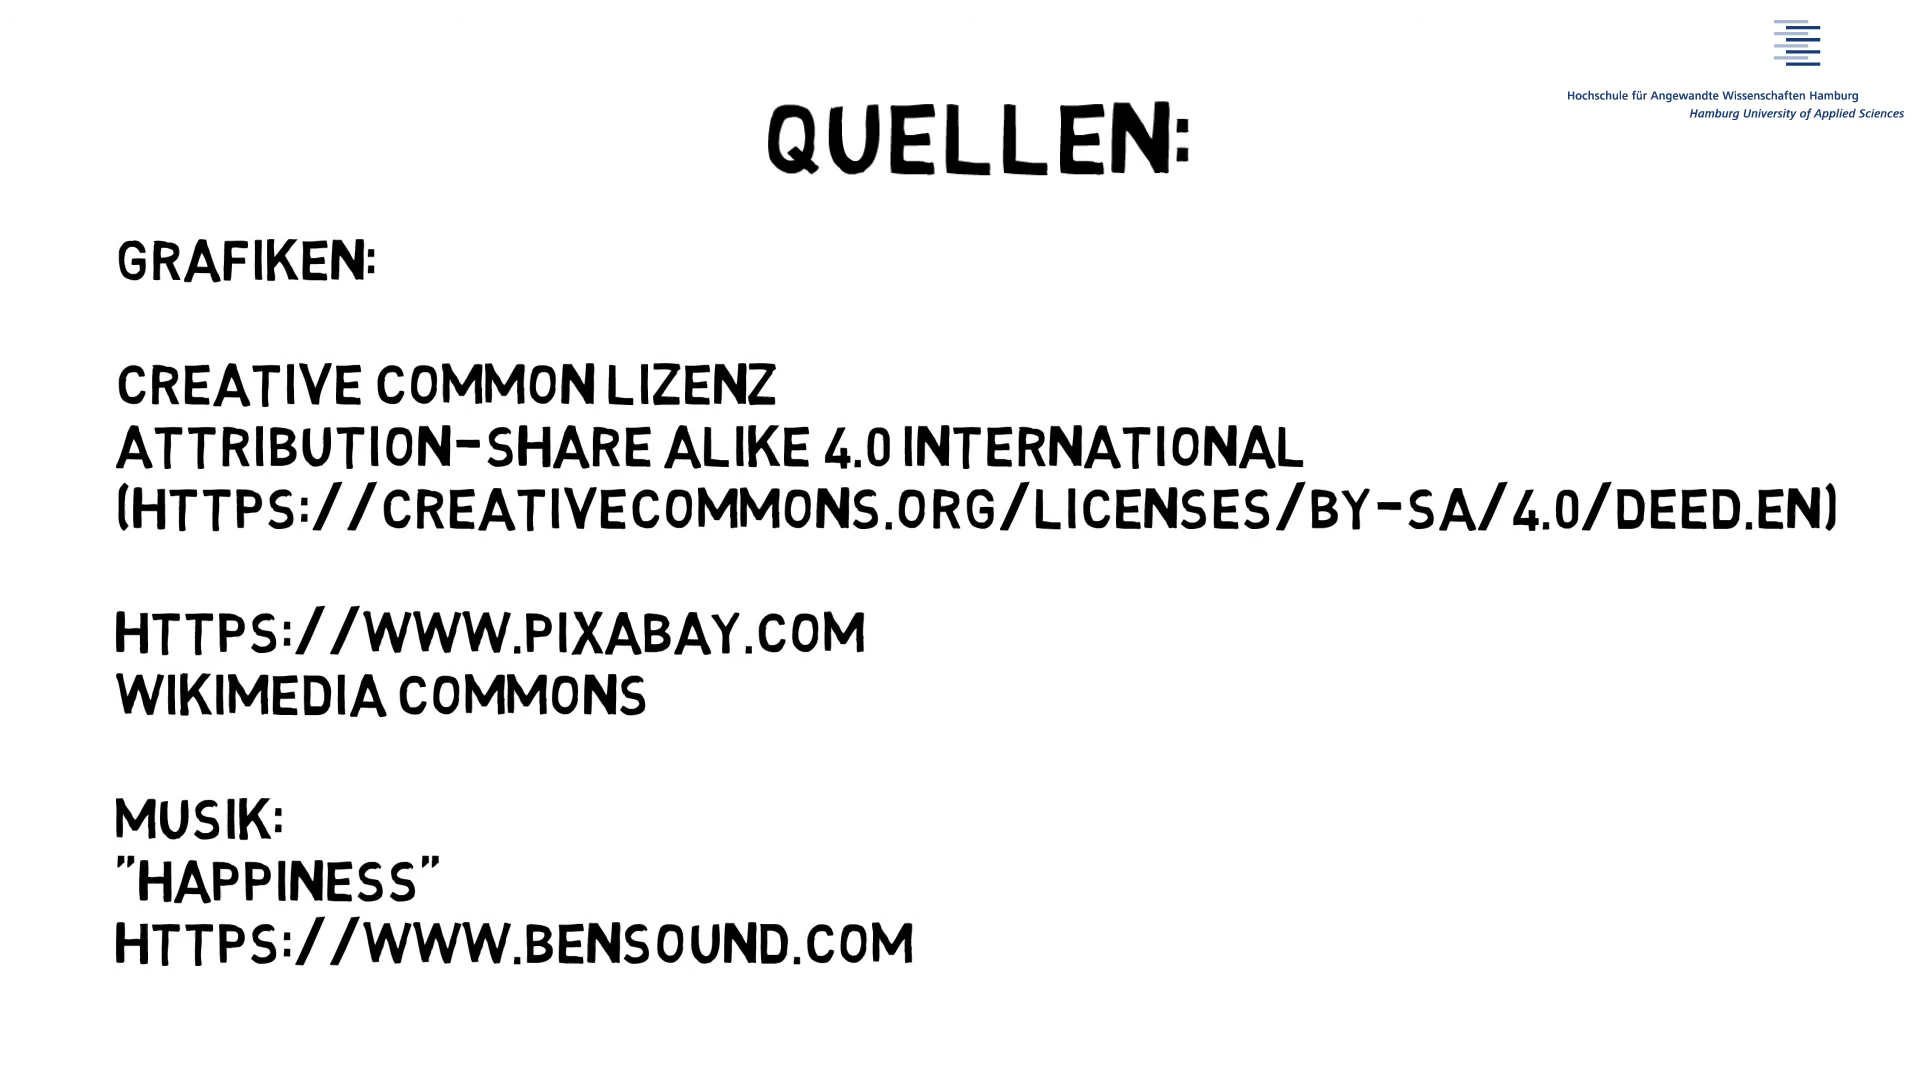 Hochschule für Angewandte Wissenschaften Hamburg
Hamburg University of Applied Sciences
QUELLEN:
GRAFIKEN:
CREATIVE COMMON LIZENZ
ATTRIBUTION-SHARE ALIKE 4.0 INTERNATIONAL
(HTTPS://CREATIVECOMMONS.ORG/LICENSES/BY-SA/4.0/DEED.EN)
HTTPS://WWW.PIXABAY.COM
WIKIMEDIA COMMONS
MUSIK:
"HAPPINESS"
HTTPS://WWW.BENSOUND.COM